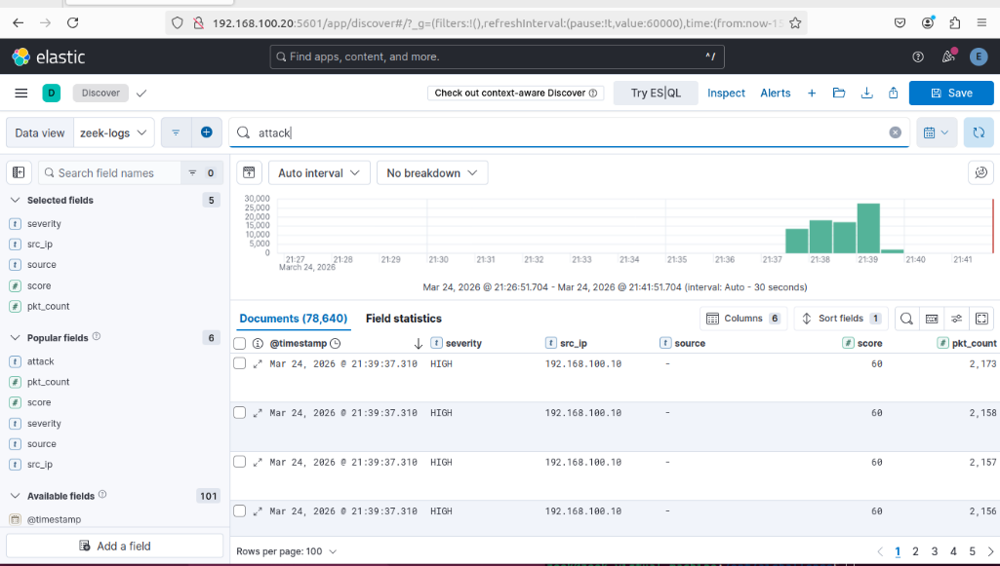 192.168.100.20:5601/app/discover#/?_g=(filters:!(),refreshInterval:(pause:!t,value:60000),time:(from:now-15
elastic
Find apps, content, and more.
^/
E
D
Discover
Check out context-aware Discover
Try ES|QL
Inspect
Alerts
Save
Data view
zeek-logs
attack
Search field names
0
Auto interval
No breakdown
Selected fields
5
severity
src_ip
source
score
pkt_count
Popular fields
6
attack
pkt_count
score
severity
source
src_ip
Available fields
101
@timestamp
Add a field
30,000
25,000
20,000
15,000
10,000
5,000
0
21:27 21:28 21:29 21:30 21:31 21:32 21:33 21:34 21:35 21:36 21:37 21:38 21:39 21:40 21:41
March 24, 2026
Mar 24, 2026 @ 21:26:51.704 - Mar 24, 2026 @ 21:41:51.704 (interval: Auto - 30 seconds)
Documents (78,640)
Field statistics
Columns 6
Sort fields 1
@timestamp severity src_ip source score pkt_count
Mar 24, 2026 @ 21:39:37.310 HIGH 192.168.100.10 - 60 2,173
Mar 24, 2026 @ 21:39:37.310 HIGH 192.168.100.10 - 60 2,158
Mar 24, 2026 @ 21:39:37.310 HIGH 192.168.100.10 - 60 2,157
Mar 24, 2026 @ 21:39:37.310 HIGH 192.168.100.10 - 60 2,156
Rows per page: 100
1 2 3 4 5